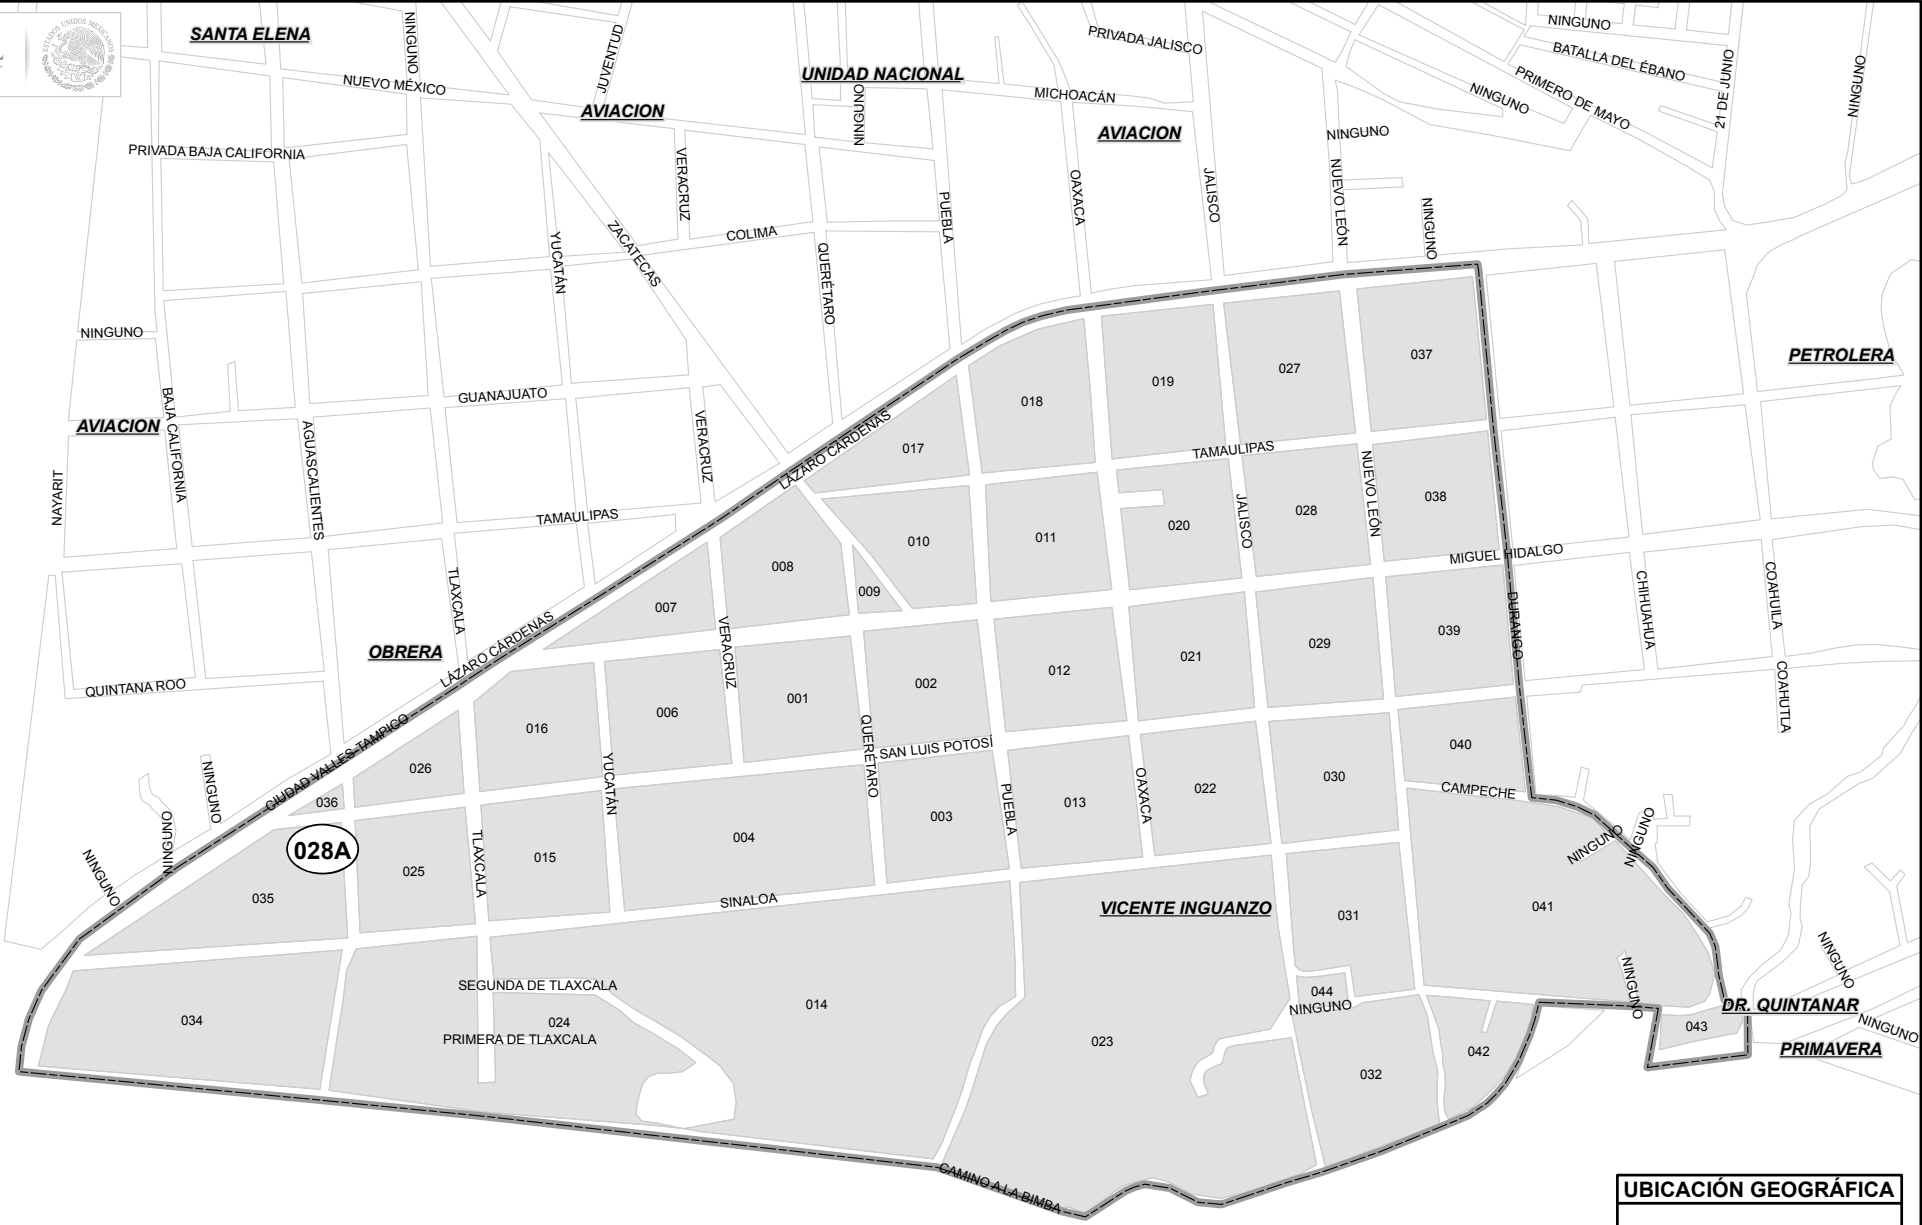 ESTADOS UNIDOS MEXICANOS
SANTA ELENA
NINGUNO
JUVENTUD
NUEVO MÉXICO
AVIACION
UNIDAD NACIONAL
NINGUNO
MICHOACÁN
PRIVADA JALISCO
AVIACION
NINGUNO
BATALLA DEL ÉBANO
PRIMERO DE MAYO
NINGUNO
21 DE JUNIO
NINGUNO
NINGUNO
PRIVADA BAJA CALIFORNIA
VERACRUZ
YUCATÁN
ZACATECAS
COLIMA
QUERÉTARO
PUEBLA
OAXACA
JALISCO
NUEVO LEÓN
NINGUNO
NINGUNO
PETROLERA
GUANAJUATO
BAJA CALIFORNIA
AVIACION
AGUASCALIENTES
NAYARIT
VERACRUZ
LÁZARO CÁRDENAS
TAMAULIPAS
017
018
019
027
037
TAMAULIPAS
JALISCO
NUEVO LEÓN
010
011
020
028
038
MIGUEL HIDALGO
TLAXCALA
007
008
009
VERACRUZ
DURANGO
CHIHUAHUA
COAHUILA
COAHUTLA
OBRERA
LÁZARO CÁRDENAS
QUINTANA ROO
CIUDAD VALLES-TAMPICO
016
006
001
002
012
021
029
039
YUCATÁN
QUERÉTARO
SAN LUIS POTOSÍ
PUEBLA
OAXACA
NINGUNO
NINGUNO
NINGUNO
036
026
028A
035
025
TLAXCALA
015
004
003
013
022
030
040
CAMPECHE
NINGUNO
NINGUNO
SINALOA
VICENTE INGUANZO
031
041
NINGUNO
NINGUNO
034
SEGUNDA DE TLAXCALA
024
PRIMERA DE TLAXCALA
014
023
044
NINGUNO
032
042
043
DR. QUINTANAR
NINGUNO
PRIMAVERA
CAMINO A LA BIMBA
UBICACIÓN GEOGRÁFICA